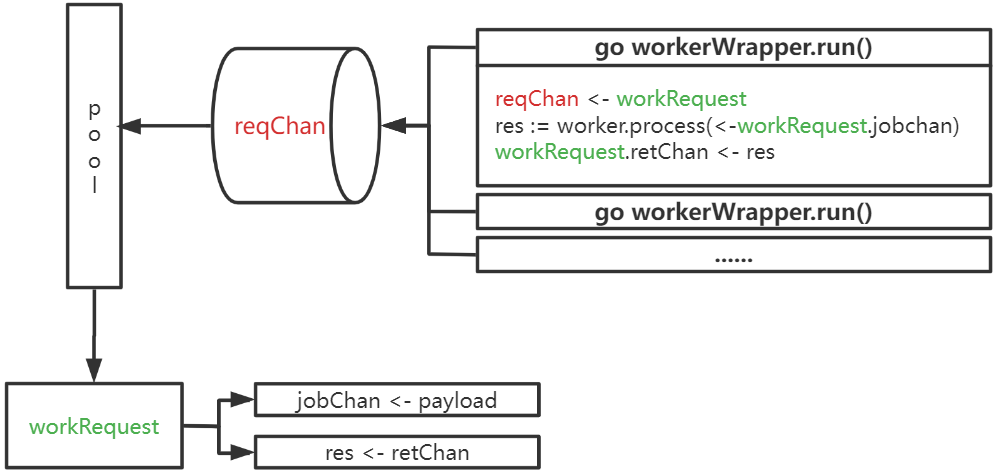 pool
reqChan
go workerWrapper.run()
reqChan <- workRequest
res := worker.process(<-workRequest.jobchan)
workRequest.retChan <- res
go workerWrapper.run()
......
workRequest
jobChan <- payload
res <- retChan